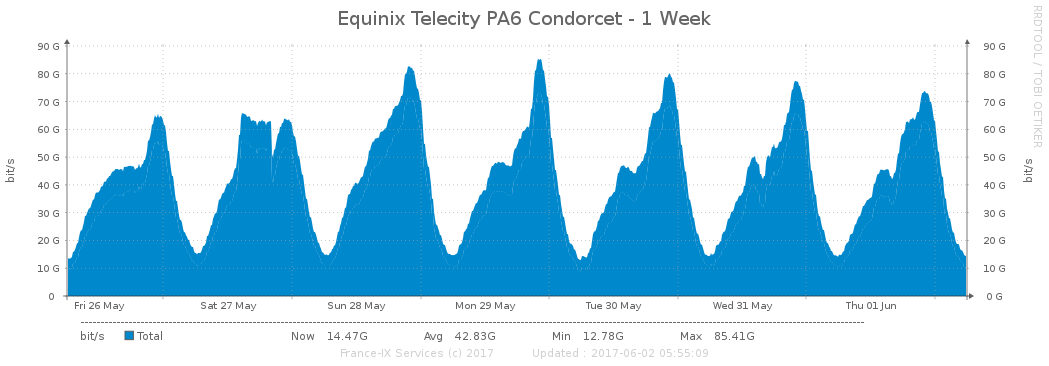 Equinix Telecity PA6 Condorcet - 1 Week
RRDTOOL / TOBI OETIKER
bit/s
90 G
80 G
70 G
60 G
50 G
40 G
30 G
20 G
10 G
0
90 G
80 G
70 G
60 G
50 G
40 G
30 G
20 G
10 G
0 G
bit/s
Fri 26 May Sat 27 May Sun 28 May Mon 29 May Tue 30 May Wed 31 May Thu 01 Jun
bit/s Total Now 14.47G Avg 42.83G Min 12.78G Max 85.41G
France-IX Services (c) 2017 Updated : 2017-06-02 05:55:09